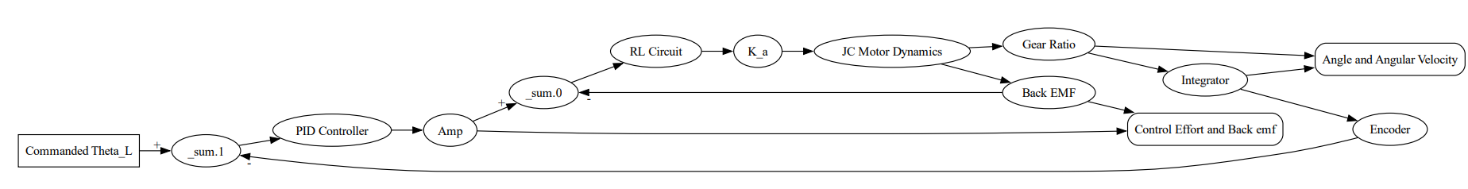 Commanded Theta_L
+
_sum.1
-
PID Controller
Amp
+
_sum.0
-
RL Circuit
K_a
JC Motor Dynamics
Gear Ratio
Back EMF
Integrator
Angle and Angular Velocity
Control Effort and Back emf
Encoder